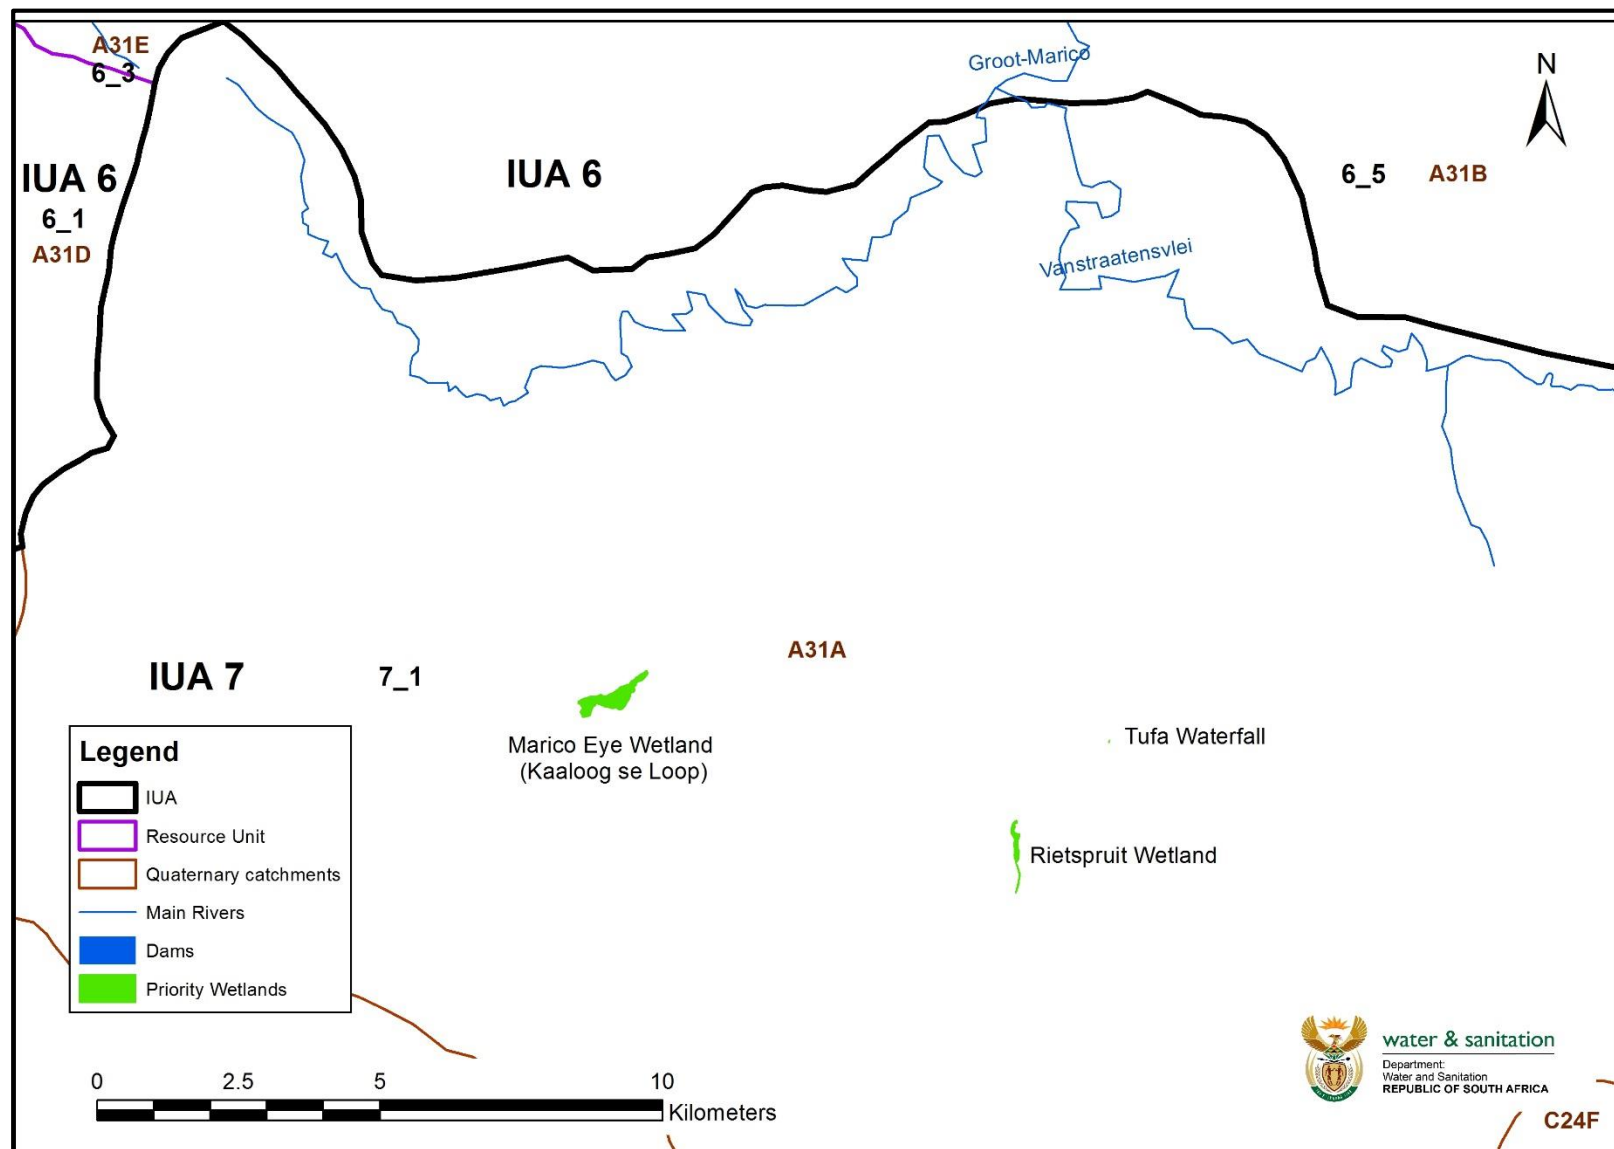 A31E
6_3
Groot-Marico
N
IUA 6
6_1
A31D
IUA 6
6_5
A31B
Vanstraatensvlei
A31A
IUA 7
7_1
Marico Eye Wetland
(Kaaloog se Loop)
Tufa Waterfall
Rietspruit Wetland
Legend
IUA
Resource Unit
Quaternary catchments
Main Rivers
Dams
Priority Wetlands
0 2.5 5 10
Kilometers
water & sanitation
Department:
Water and Sanitation
REPUBLIC OF SOUTH AFRICA
C24F